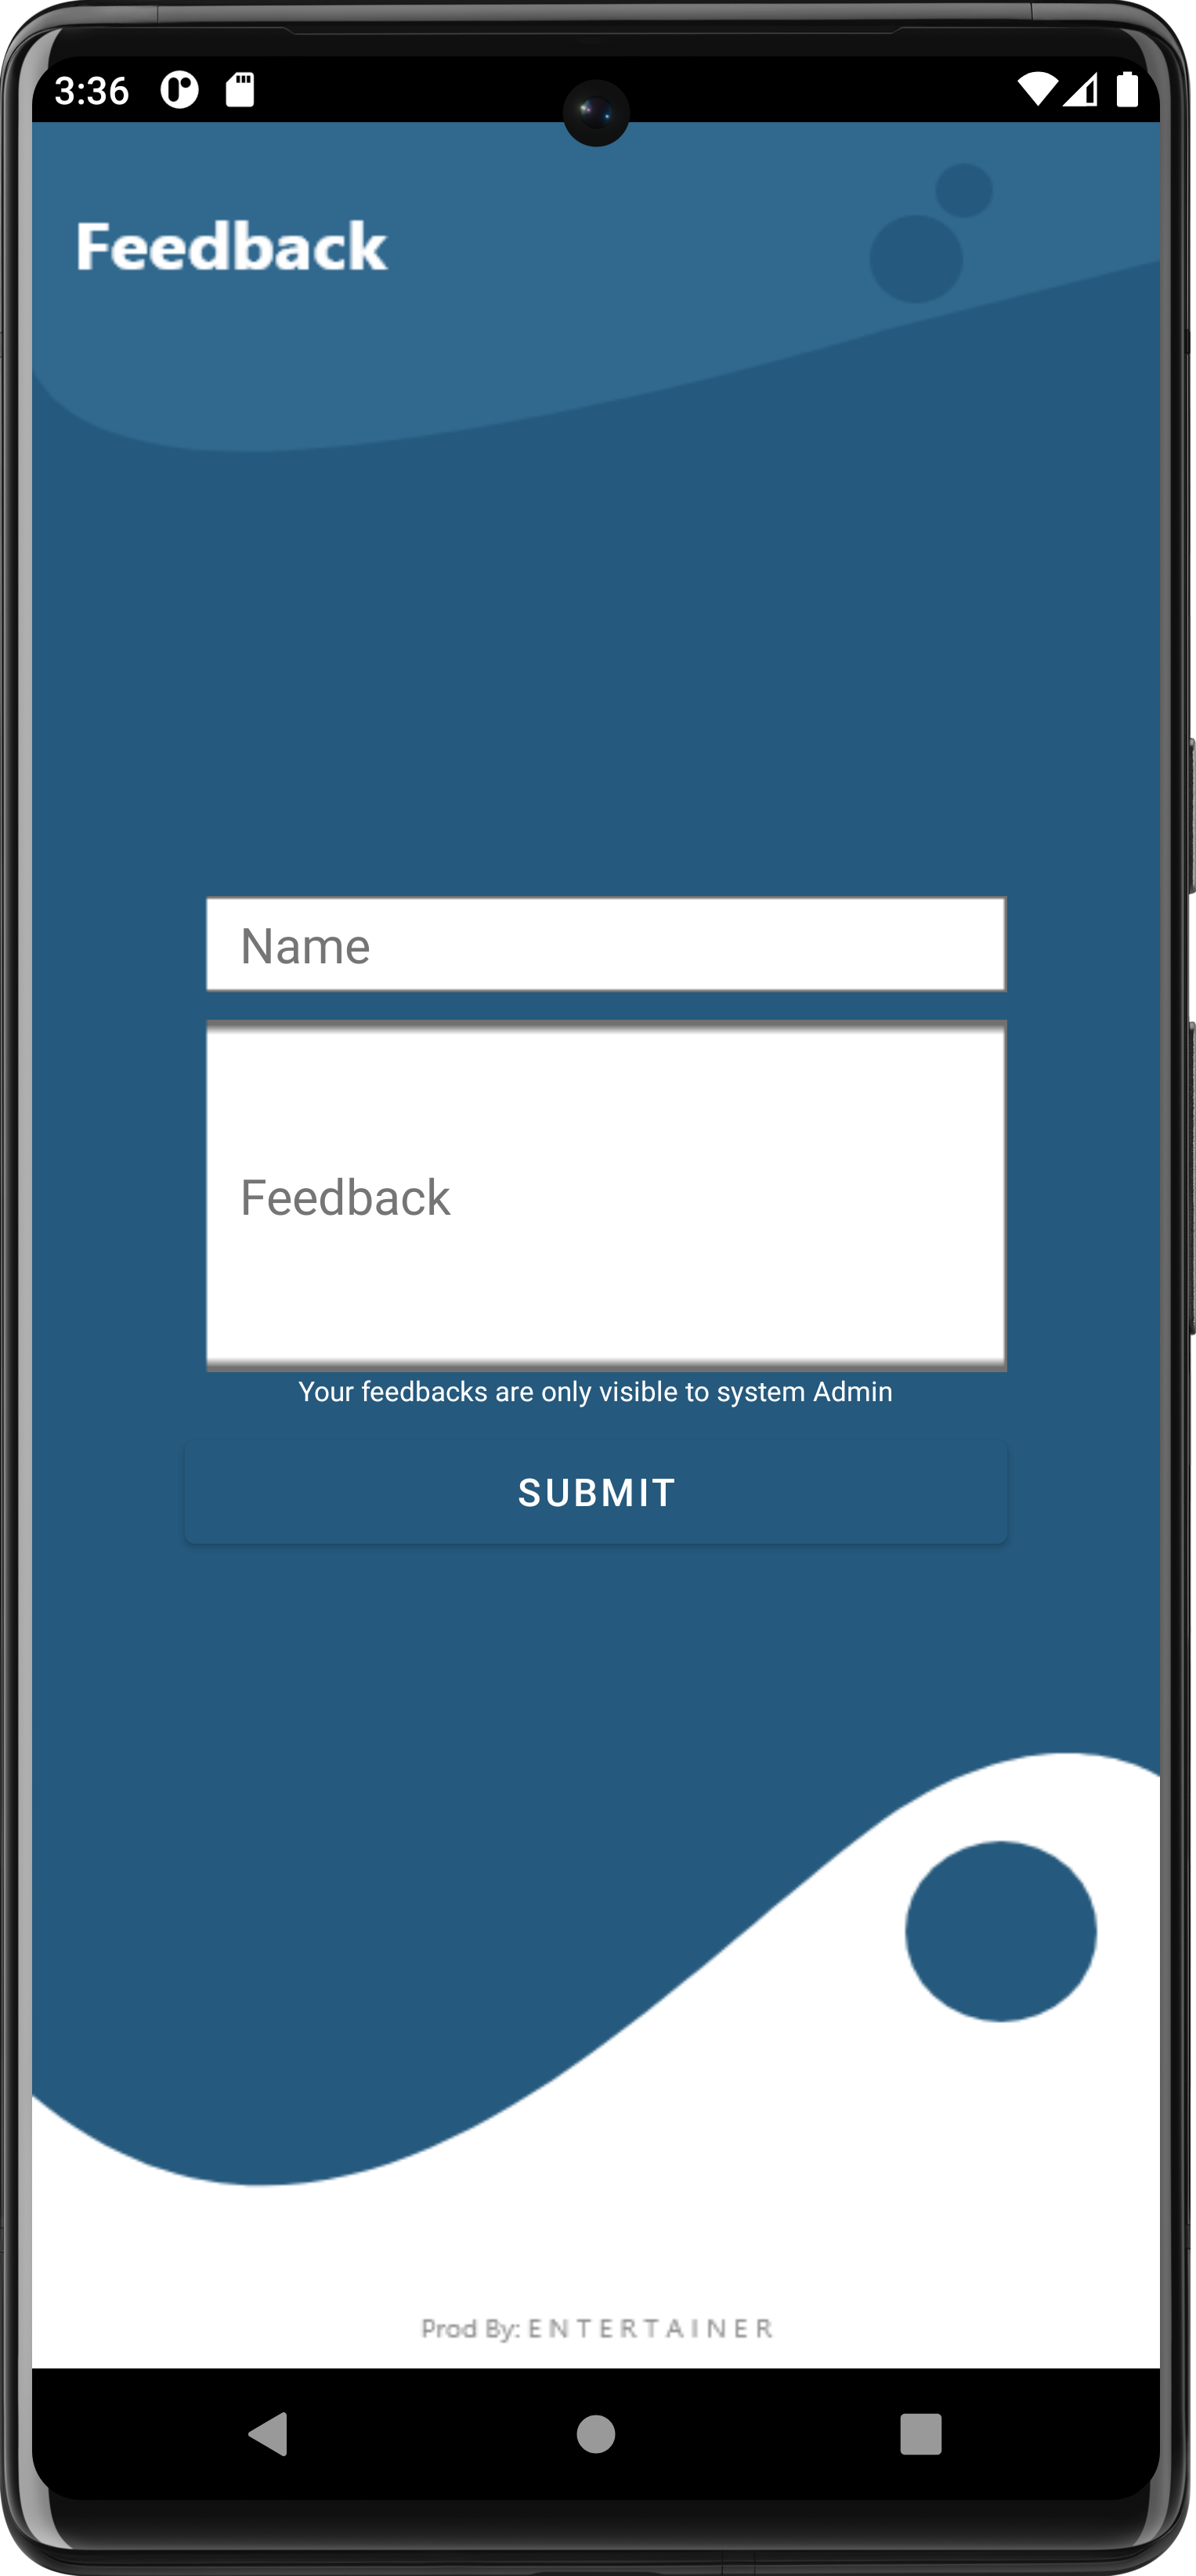 3:36
Feedback
Name
Feedback
Your feedbacks are only visible to system Admin
SUBMIT
Prod By: ENTERTAINER